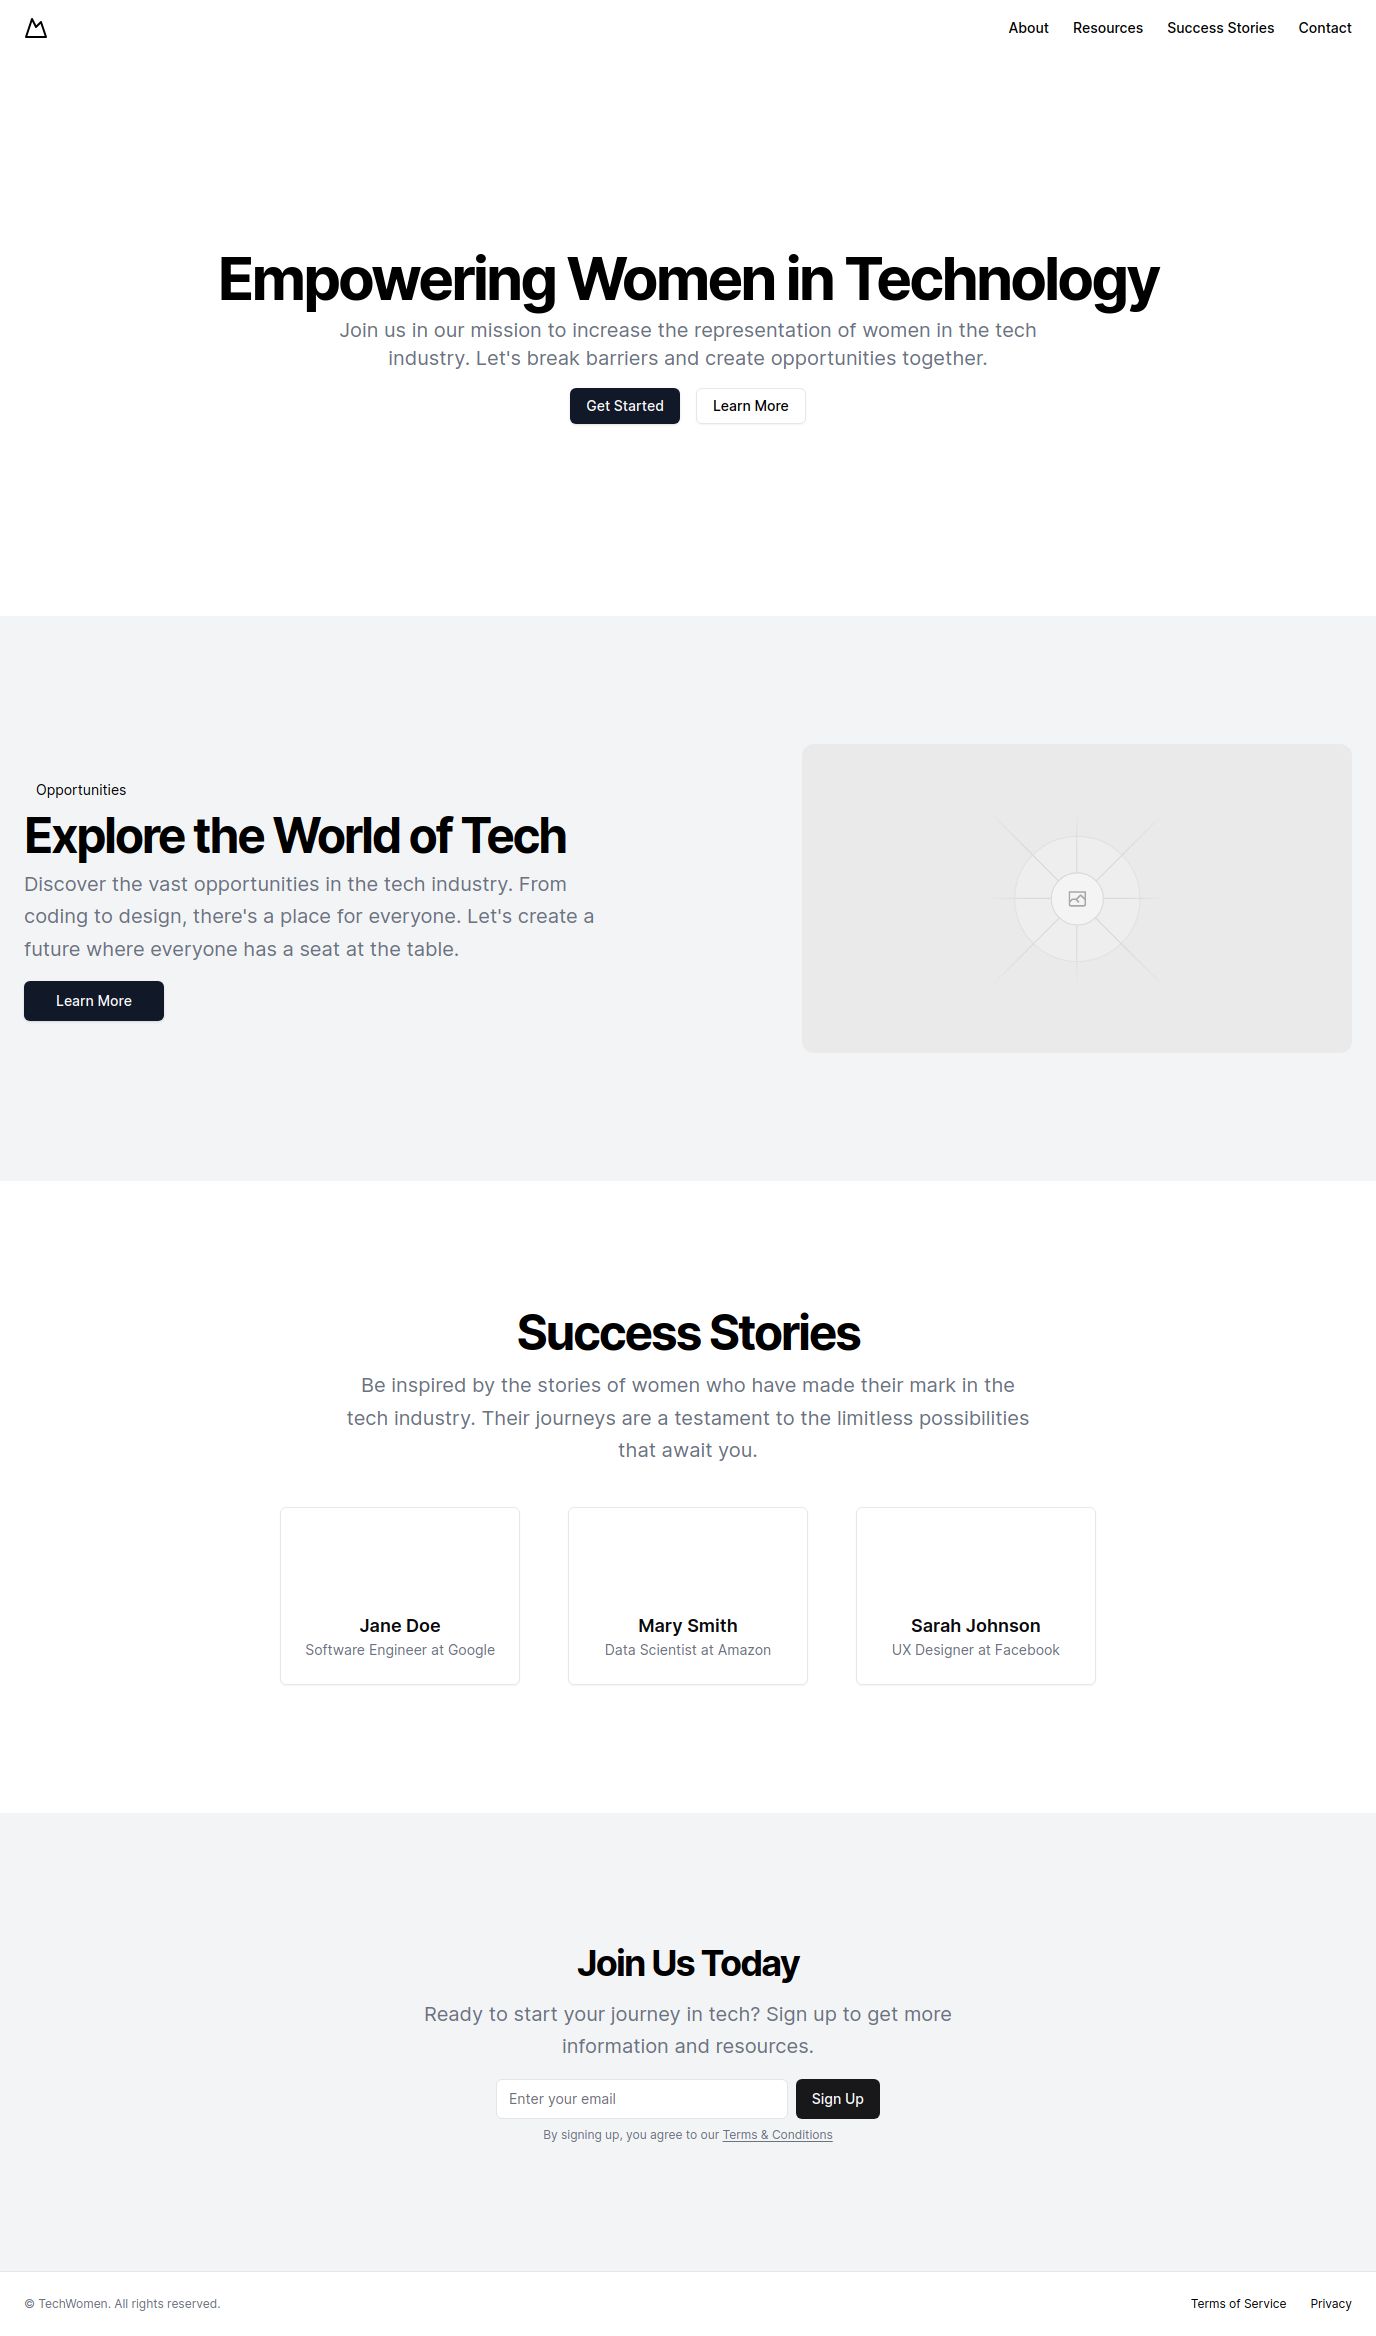 About
Resources
Success Stories
Contact
Empowering Women in Technology
Join us in our mission to increase the representation of women in the tech
industry. Let's break barriers and create opportunities together.
Get Started
Learn More
Opportunities
Explore the World of Tech
Discover the vast opportunities in the tech industry. From
coding to design, there's a place for everyone. Let's create a
future where everyone has a seat at the table.
Learn More
Success Stories
Be inspired by the stories of women who have made their mark in the
tech industry. Their journeys are a testament to the limitless possibilities
that await you.
Jane Doe
Software Engineer at Google
Mary Smith
Data Scientist at Amazon
Sarah Johnson
UX Designer at Facebook
Join Us Today
Ready to start your journey in tech? Sign up to get more
information and resources.
Enter your email
Sign Up
By signing up, you agree to our Terms & Conditions
© TechWomen. All rights reserved.
Terms of Service
Privacy